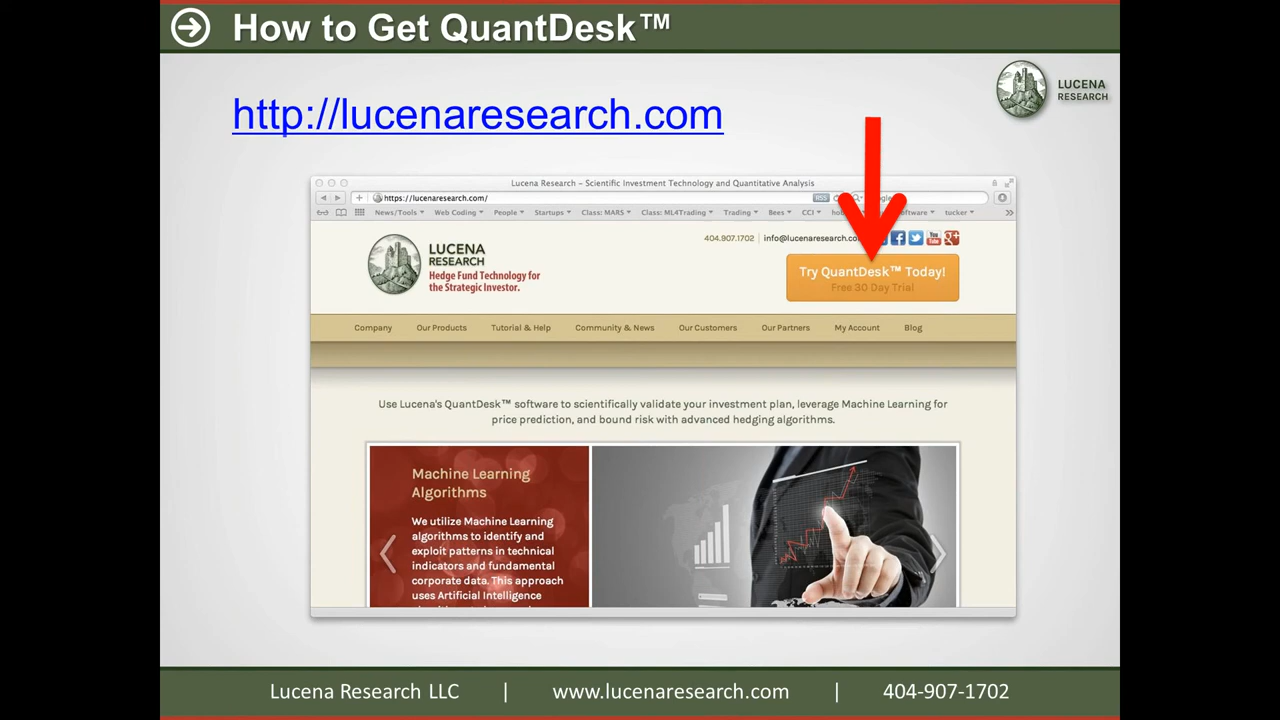 How to Get QuantDesk™
LUCENA
RESEARCH
http://lucenaresearch.com
Lucena Research – Scientific Investment Technology and Quantitative Analysis
https://lucenaresearch.com/
RSS
News/Tools Web Coding People Startups Class: MARS Class: ML4Trading Trading Bees CCI tucker
404.907.1702 info@lucenaresearch.co
LUCENA
RESEARCH
Hedge Fund Technology for
the Strategic Investor.
Try QuantDesk™ Today!
Free 30 Day Trial
Company Our Products Tutorial & Help Community & News Our Customers Our Partners My Account Blog
Use Lucena's QuantDesk™ software to scientifically validate your investment plan, leverage Machine Learning for
price prediction, and bound risk with advanced hedging algorithms.
Machine Learning
Algorithms
We utilize Machine Learning
algorithms to identify and
exploit patterns in technical
indicators and fundamental
corporate data. This approach
uses Artificial Intelligence
Lucena Research LLC | www.lucenaresearch.com | 404-907-1702